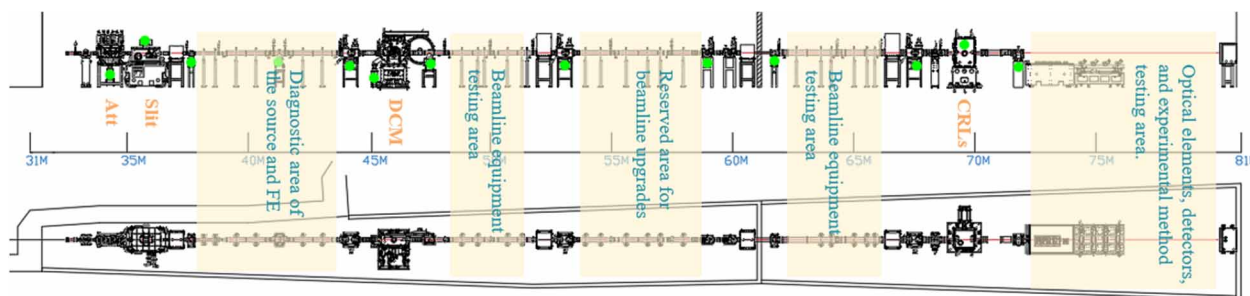 Att
Slit
Diagnostic area of
the source and FE
DCM
Beamline equipment
testing area
Reserved area for
beamline upgrades
Beamline equipment
testing area
CRLs
Optical elements, detectors,
and experimental method
testing area.
31M
35M
40M
45M
50M
55M
60M
65M
70M
75M
81M